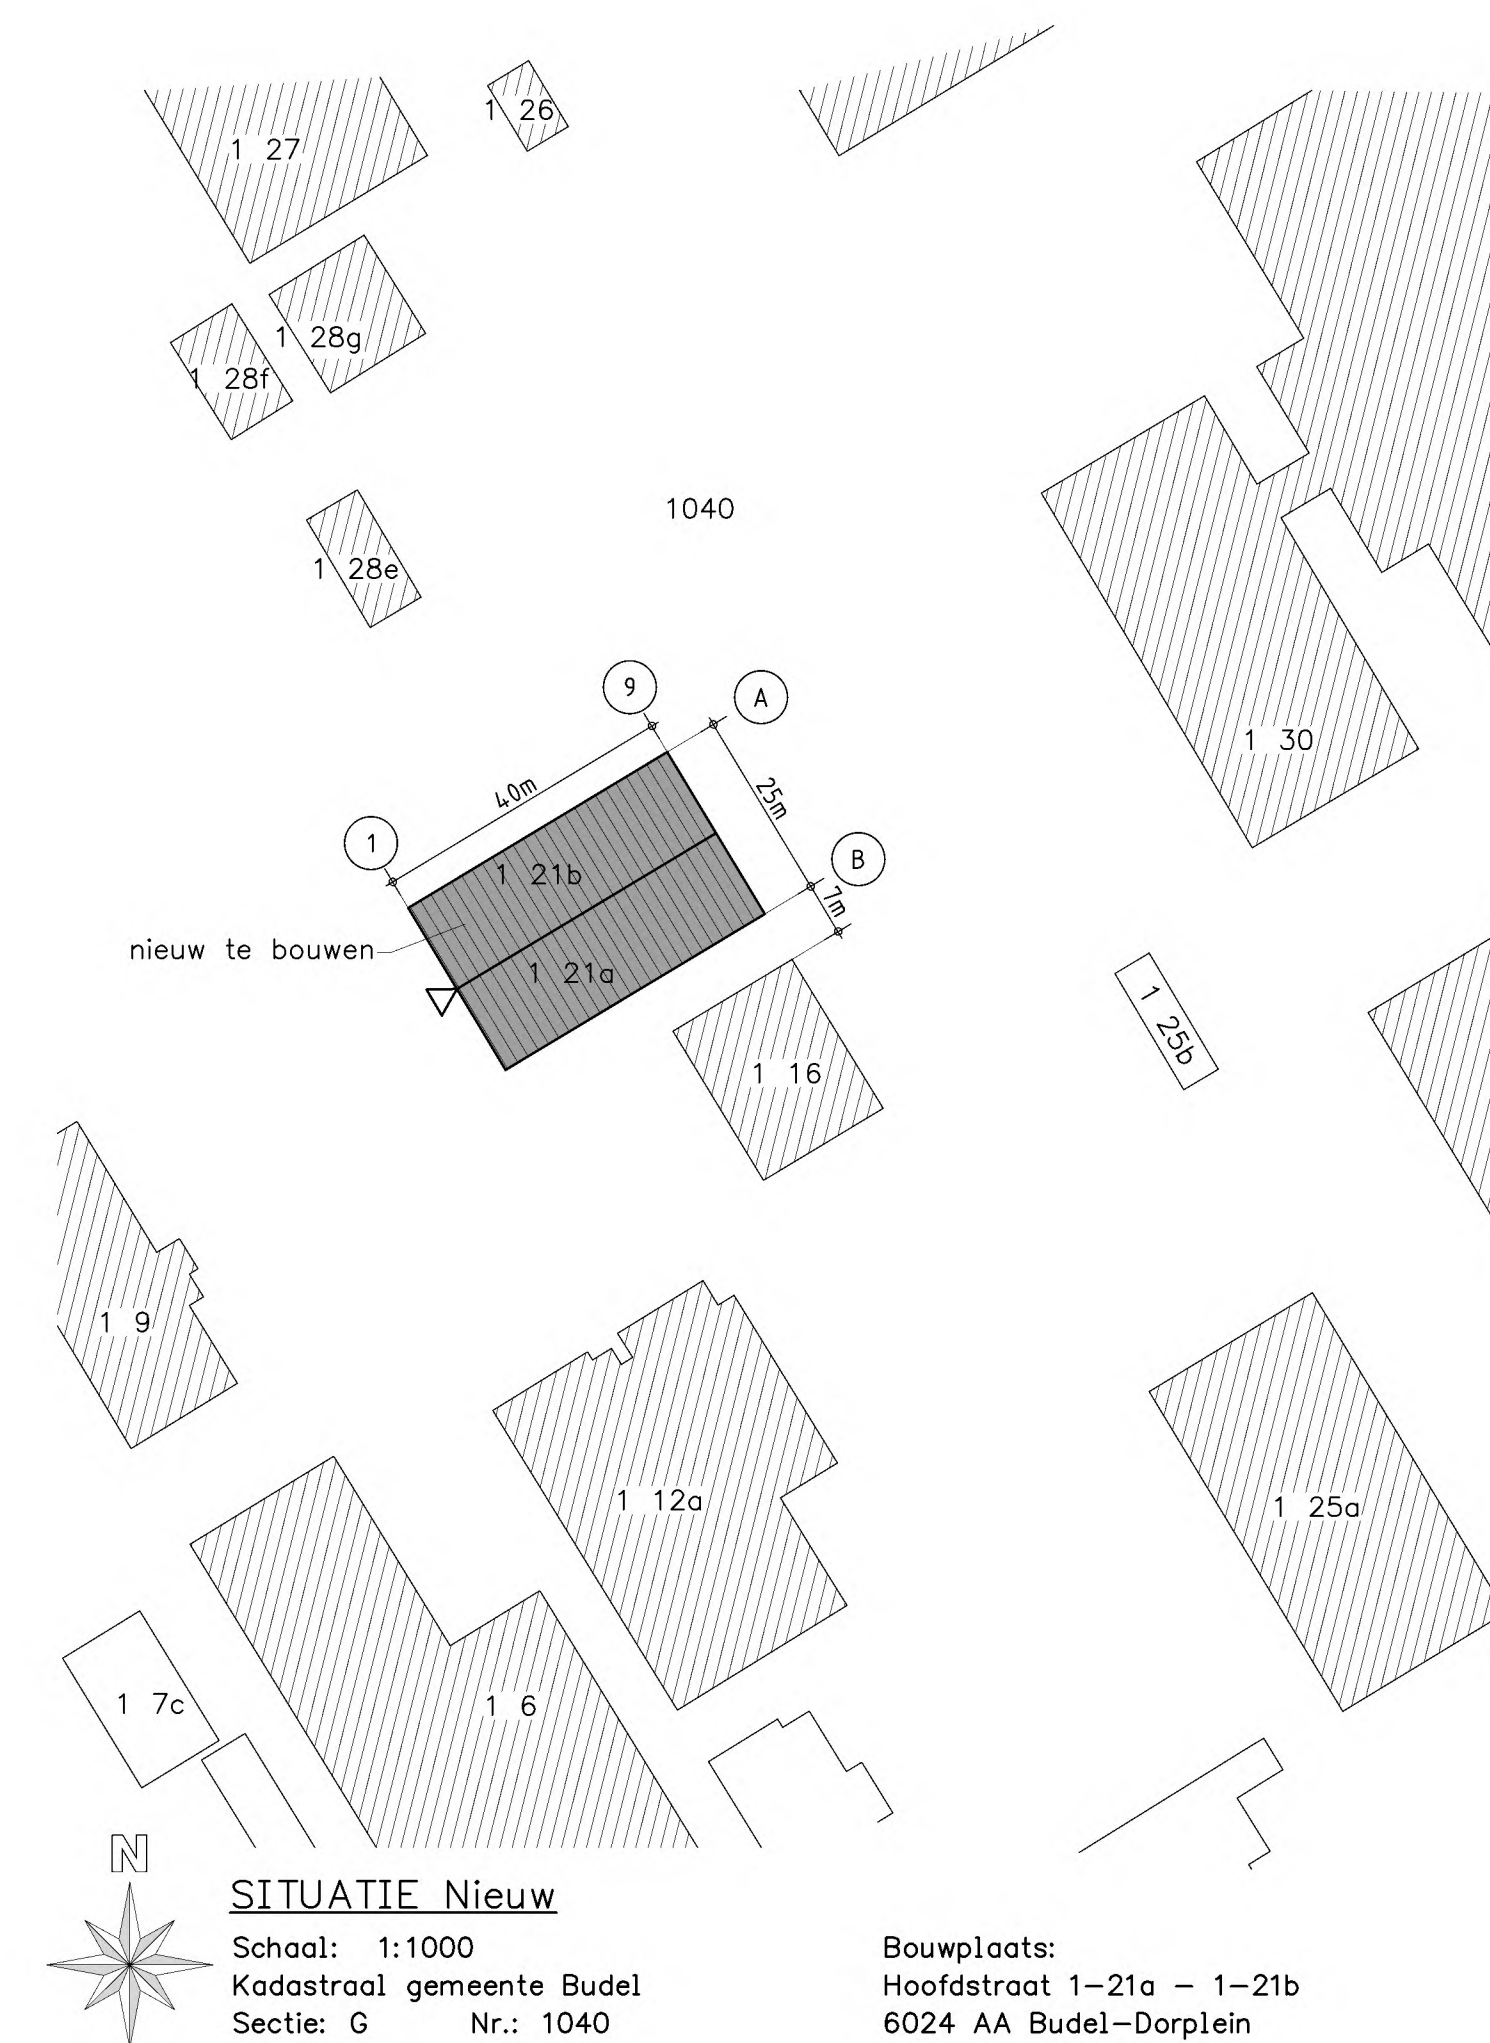 1 26
1 27
1 28g
1 28f
1040
1 28e
9
A
1 30
40m
25m
1
B
1 21b
7m
nieuw te bouwen
1 21a
1 25b
1 16
1 9
1 12a
1 25a
1 7c
1 6
N
SITUATIE Nieuw
Schaal: 1:1000
Kadastraal gemeente Budel
Sectie: G Nr.: 1040
Bouwplaats:
Hoofdstraat 1-21a - 1-21b
6024 AA Budel-Dorplein